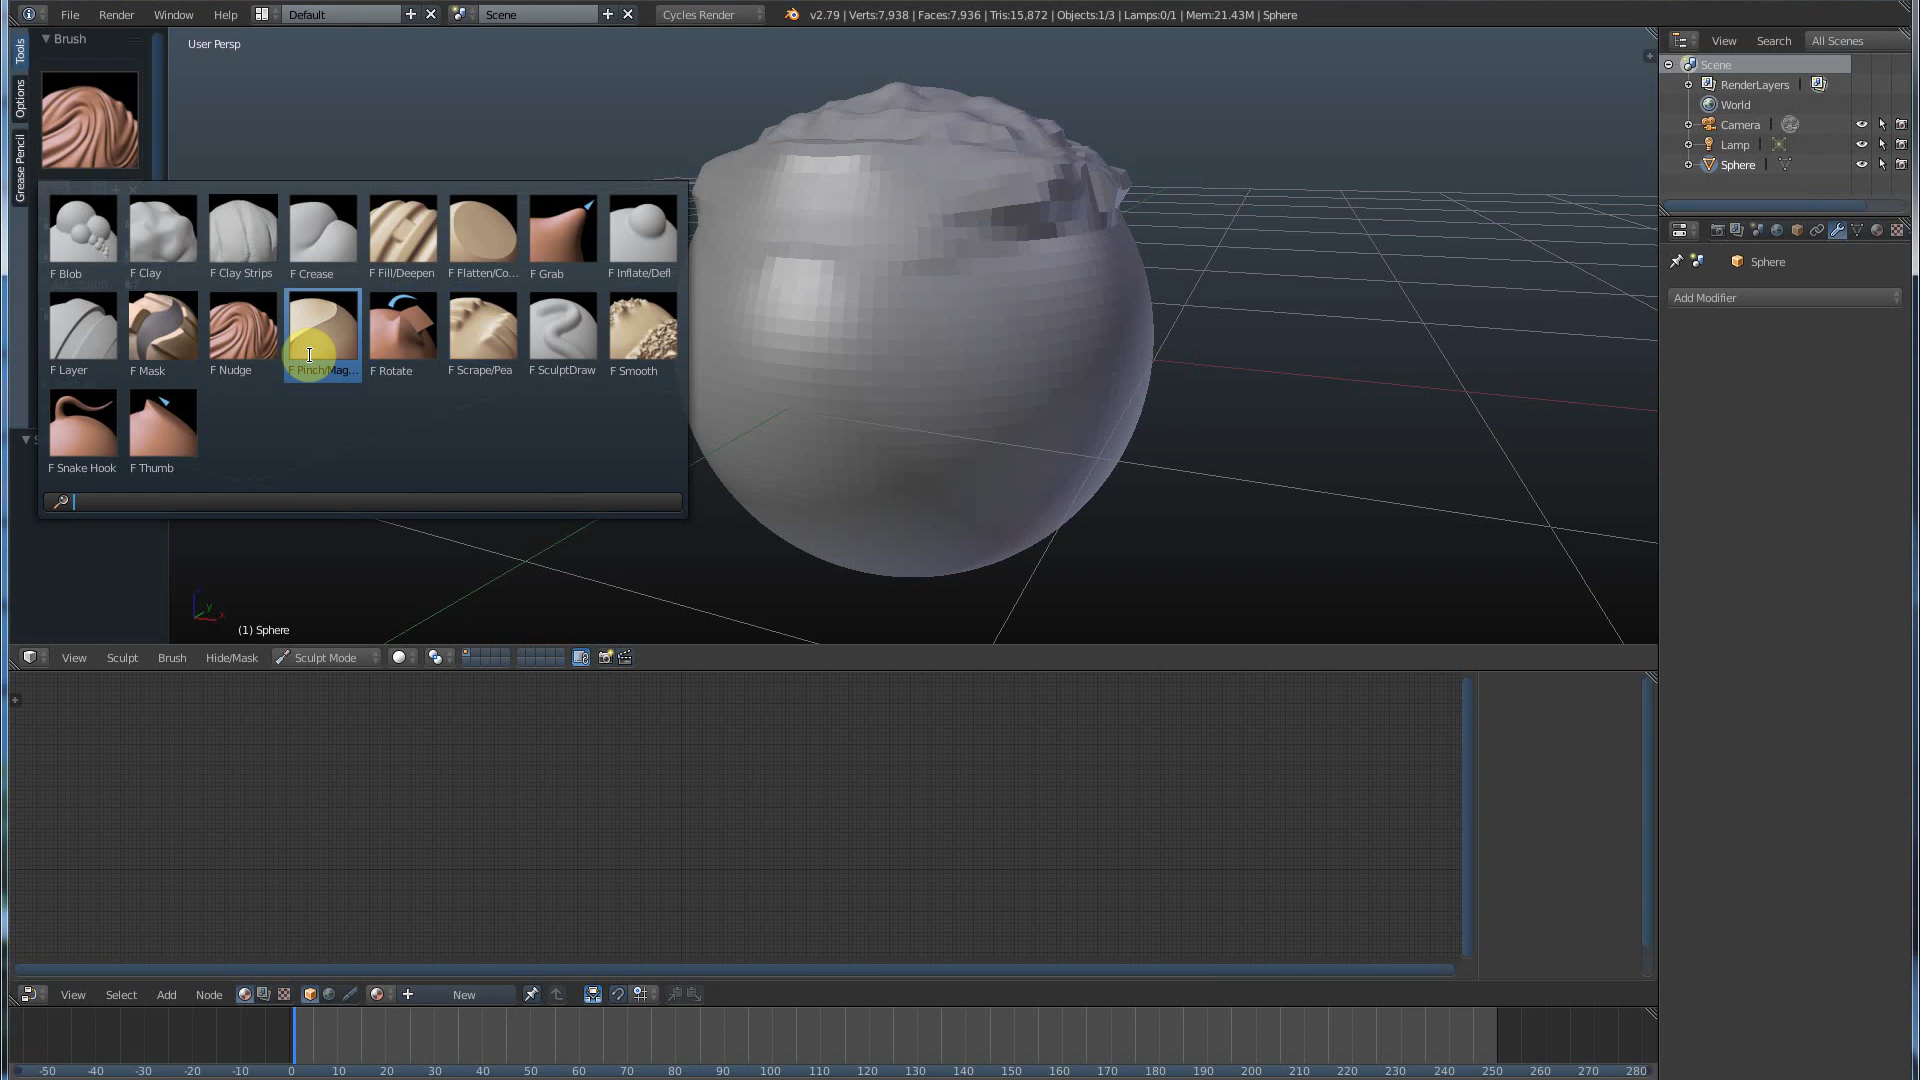 File Render Window Help Default Scene Cycles Render v2.79 | Verts:7,938 | Faces:7,936 | Tris:15,872 | Objects:1/3 | Lamps:0/1 | Mem:21.43M | Sphere
Tools
Options
Grease Pencil
Brush
User Persp
F Blob F Clay F Clay Strips F Crease F Fill/Deepen F Flatten/Co... F Grab F Inflate/Defl
F Layer F Mask F Nudge F Pinch/Mag... F Rotate F Scrape/Pea F SculptDraw F Smooth
F Snake Hook F Thumb
(1) Sphere
View Sculpt Brush Hide/Mask Sculpt Mode
View Search All Scenes
Scene
RenderLayers
World
Camera
Lamp
Sphere
Sphere
Add Modifier
View Select Add Node New
-50 -40 -30 -20 -10 0 10 20 30 40 50 60 70 80 90 100 110 120 130 140 150 160 170 180 190 200 210 220 230 240 250 260 270 280